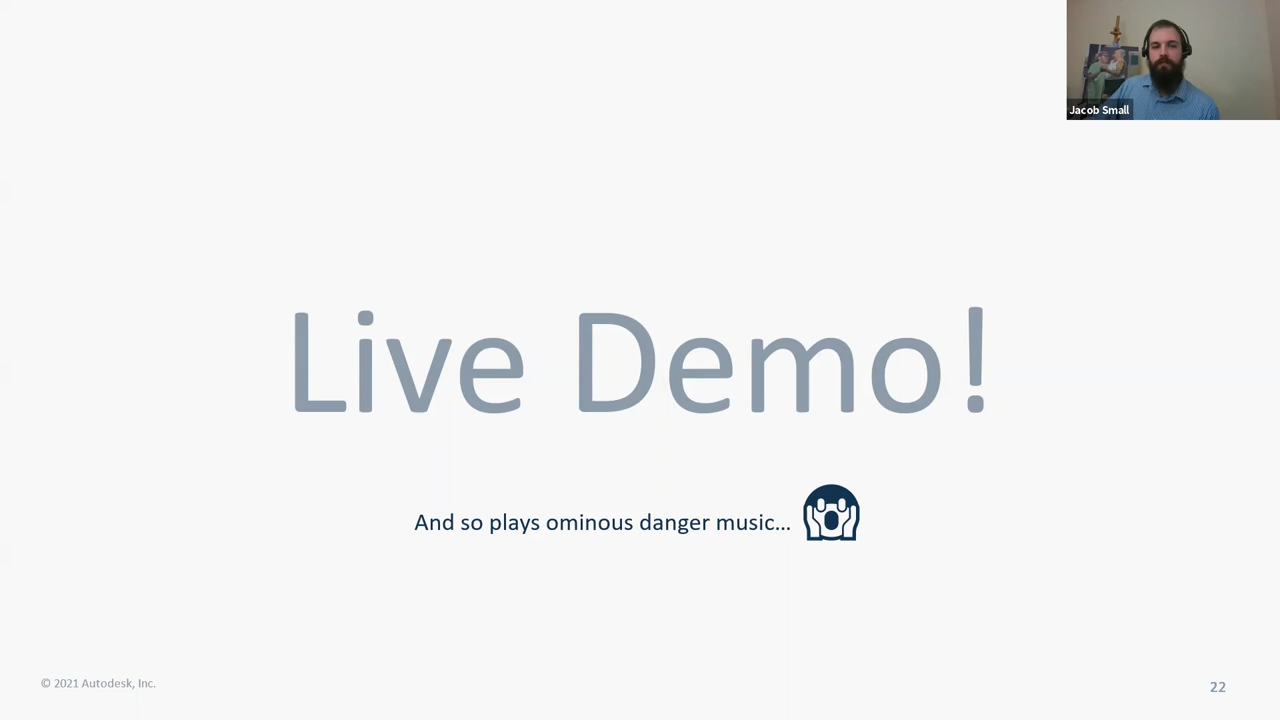 Jacob Small
Live Demo!
And so plays ominous danger music...
© 2021 Autodesk, Inc.
22